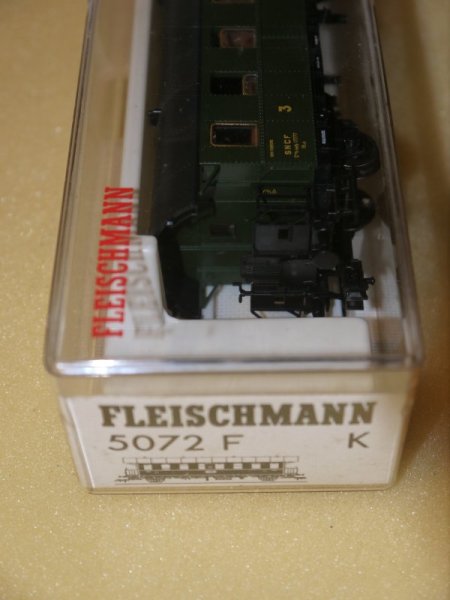 FLEISCHMANN
3
SNCF
FLEISCHMANN
5072 F K